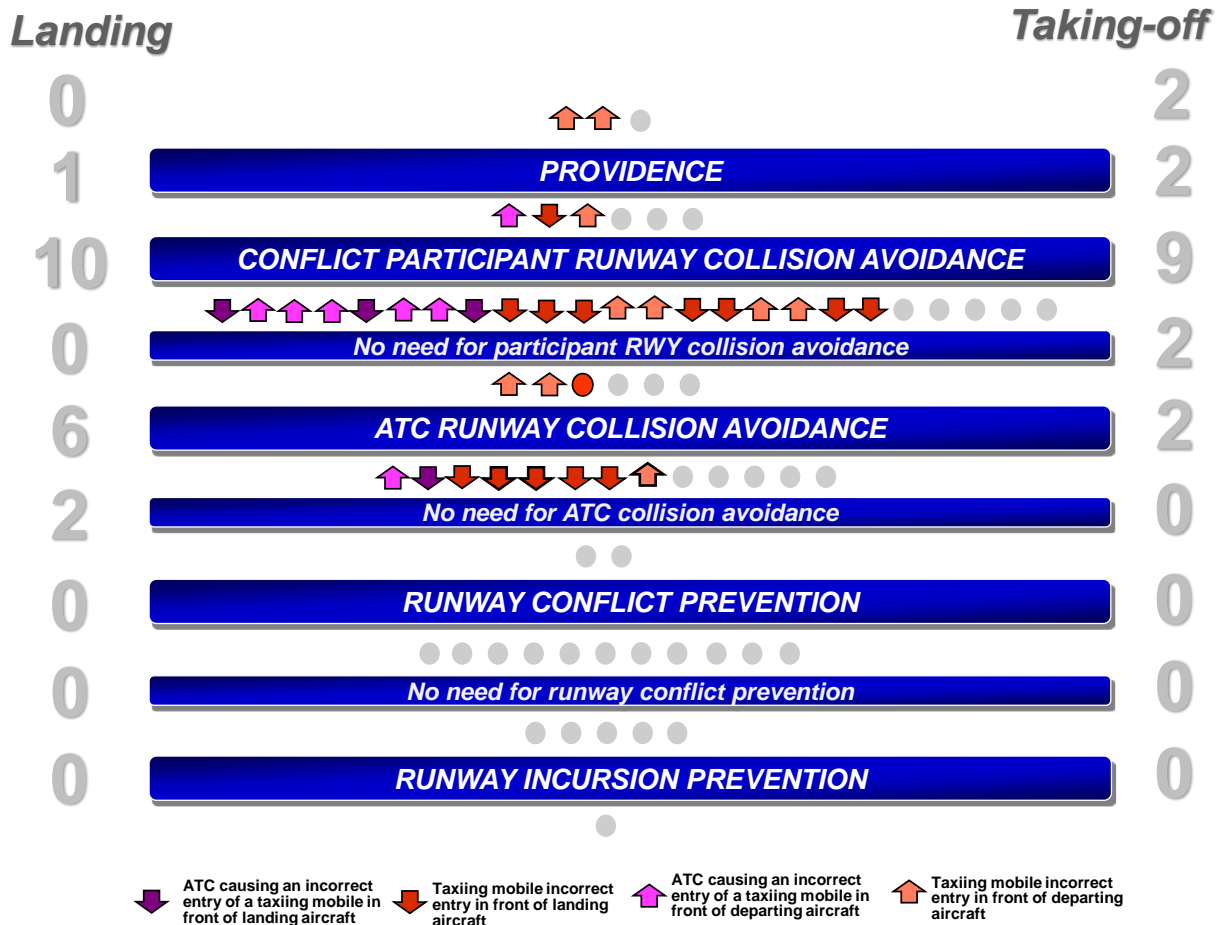 Landing
Taking-off
0
2
PROVIDENCE
1
2
CONFLICT PARTICIPANT RUNWAY COLLISION AVOIDANCE
10
9
No need for participant RWY collision avoidance
0
2
ATC RUNWAY COLLISION AVOIDANCE
6
2
No need for ATC collision avoidance
2
0
RUNWAY CONFLICT PREVENTION
0
0
No need for runway conflict prevention
0
0
RUNWAY INCURSION PREVENTION
0
0
ATC causing an incorrect
entry of a taxiing mobile in
front of landing aircraft
Taxiing mobile incorrect
entry in front of landing
aircraft
ATC causing an incorrect
entry of a taxiing mobile in
front of departing aircraft
Taxiing mobile incorrect
entry in front of departing
aircraft